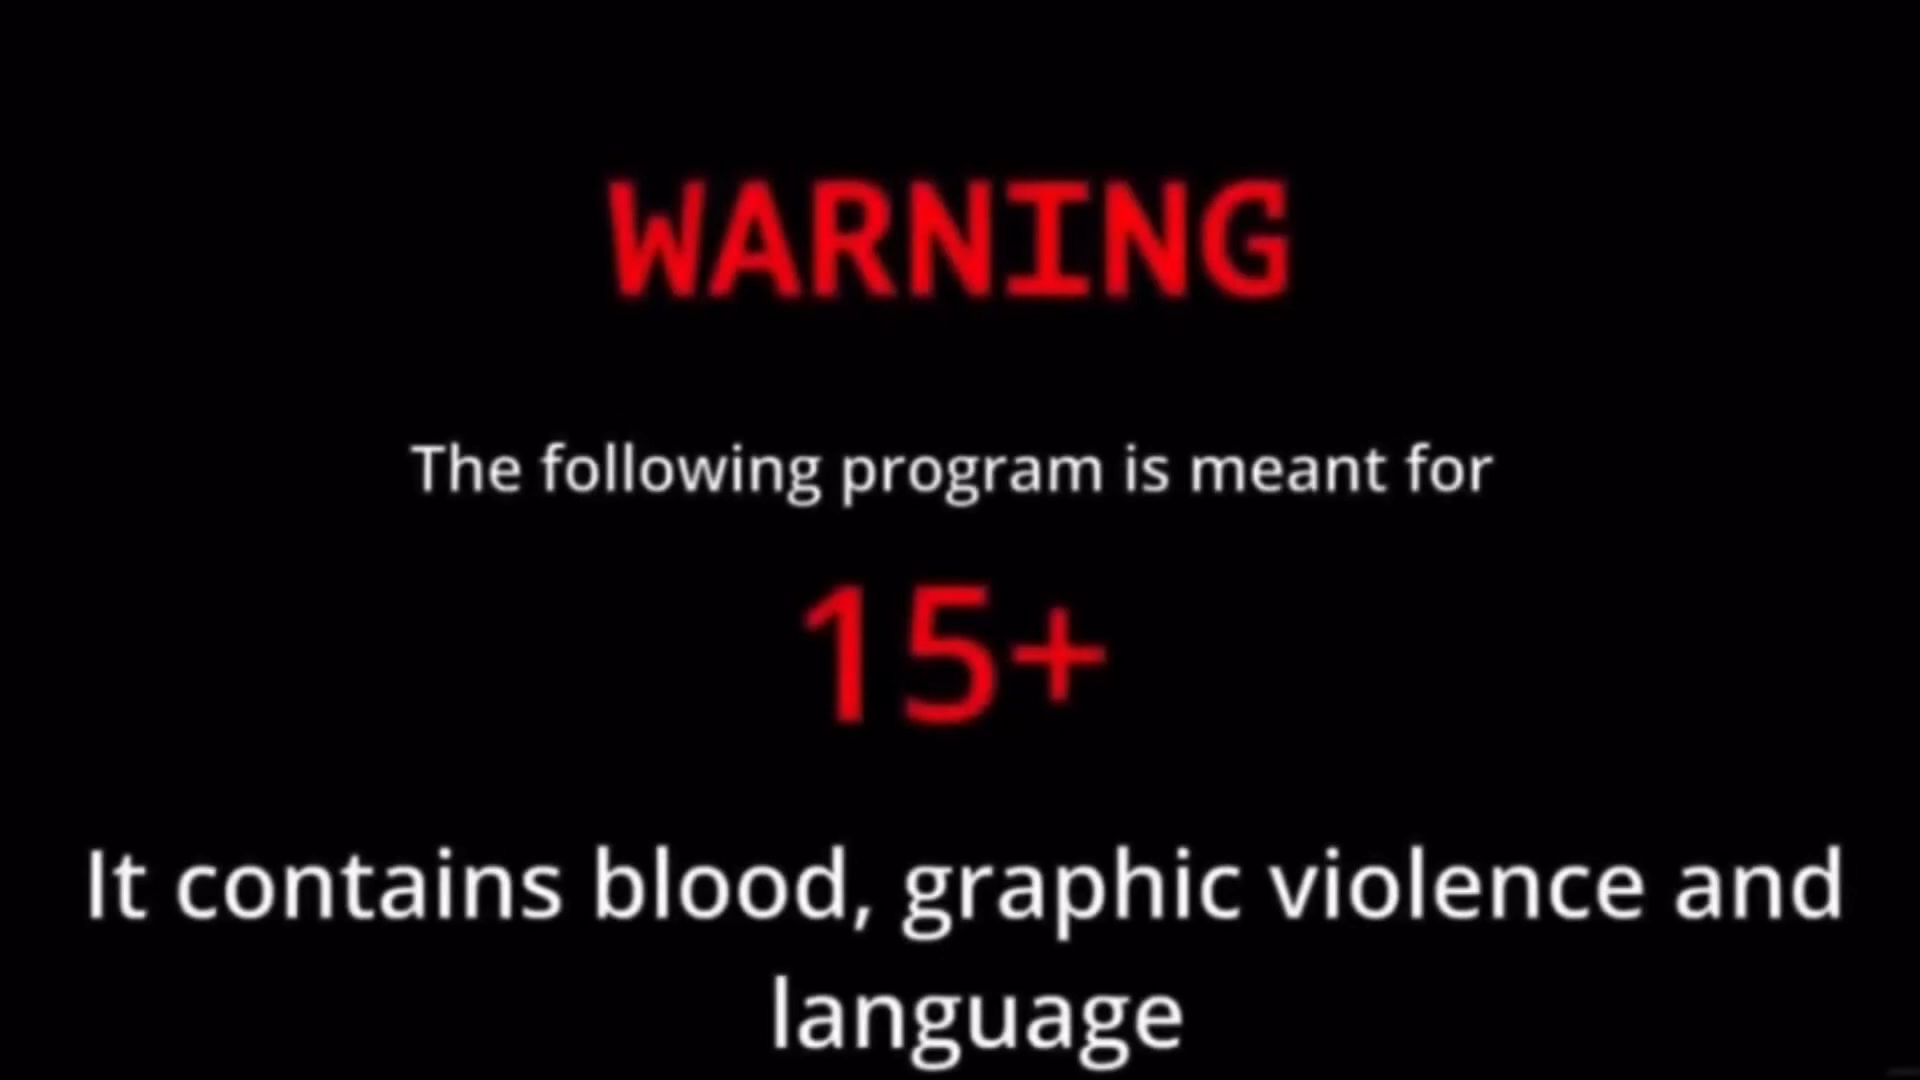 WARNING
The following program is meant for
15+
It contains blood, graphic violence and
language